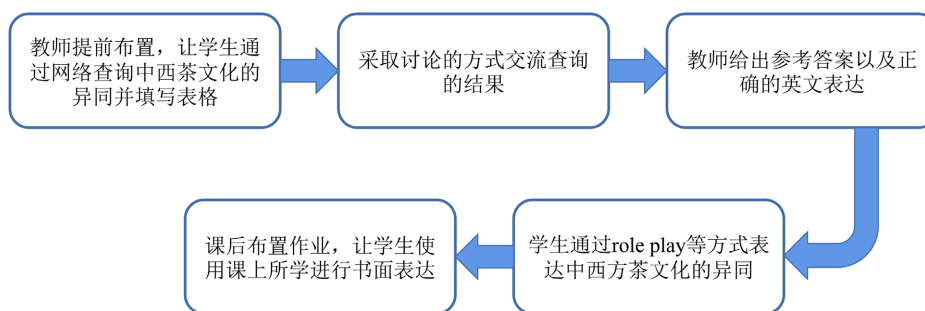 教师提前布置，让学生通
过网络查询中西茶文化的
异同并填写表格
采取讨论的方式交流查询
的结果
教师给出参考答案以及正
确的英文表达
学生通过role play等方式表
达中西方茶文化的异同
课后布置作业，让学生使
用课上所学进行书面表达